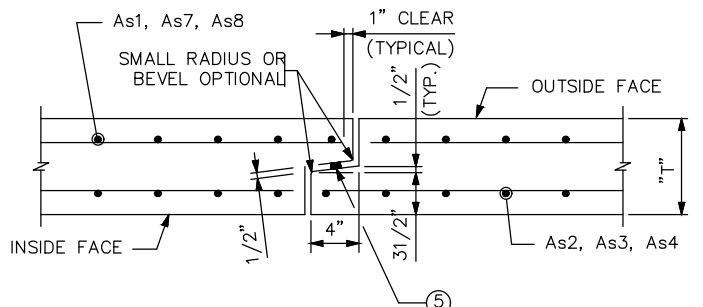 As1, As7, As8
1" CLEAR
(TYPICAL)
SMALL RADIUS OR
BEVEL OPTIONAL
1/2"
(TYP.)
OUTSIDE FACE
"T"
INSIDE FACE
1/2"
4"
31/2"
As2, As3, As4
5